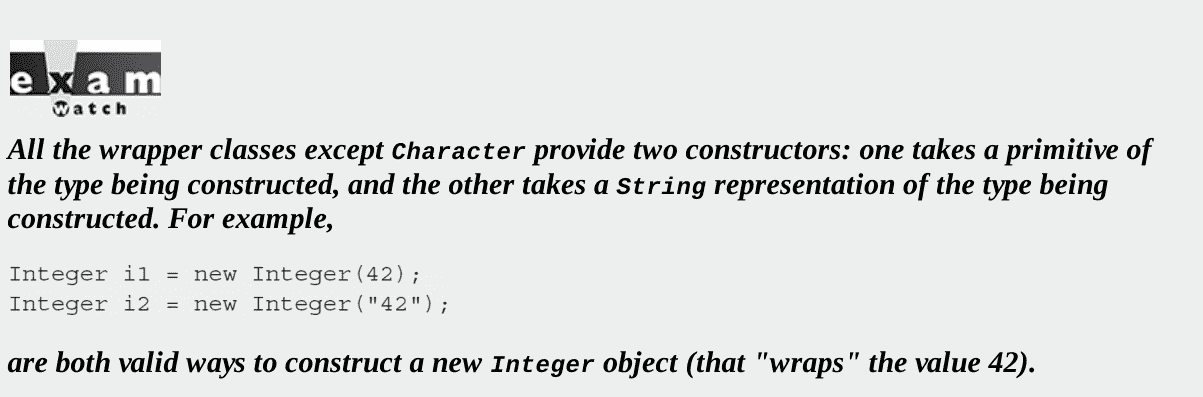 exam
watch
All the wrapper classes except Character provide two constructors: one takes a primitive of
the type being constructed, and the other takes a String representation of the type being
constructed. For example,
Integer i1 = new Integer(42);
Integer i2 = new Integer("42");
are both valid ways to construct a new Integer object (that "wraps" the value 42).